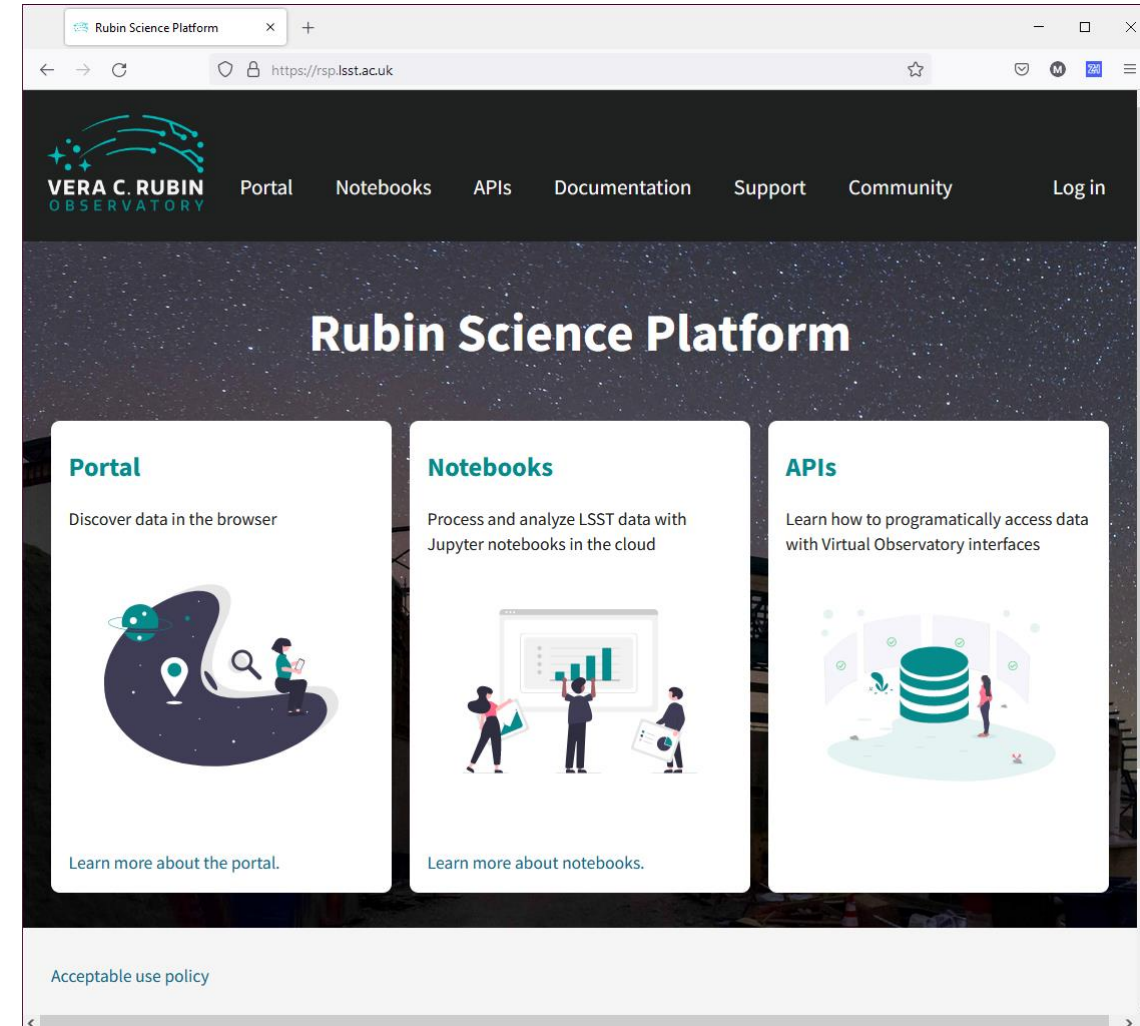 Rubin Science Platform
https://rsp.lsst.ac.uk
M
VERA C. RUBIN
OBSERVATORY
Portal Notebooks APIs Documentation Support Community Log in
Rubin Science Platform
Portal
Discover data in the browser
Learn more about the portal.
Notebooks
Process and analyze LSST data with
Jupyter notebooks in the cloud
Learn more about notebooks.
APIs
Learn how to programatically access data
with Virtual Observatory interfaces
Acceptable use policy